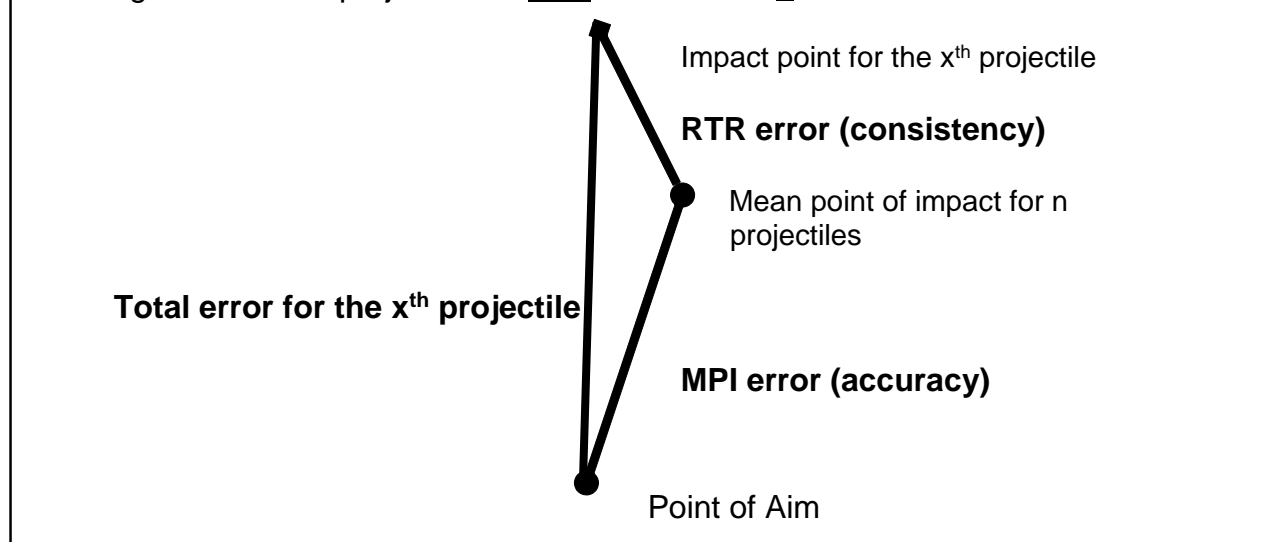 Impact point for the xth projectile
RTR error (consistency)
Mean point of impact for n
projectiles
Total error for the xth projectile
MPI error (accuracy)
Point of Aim